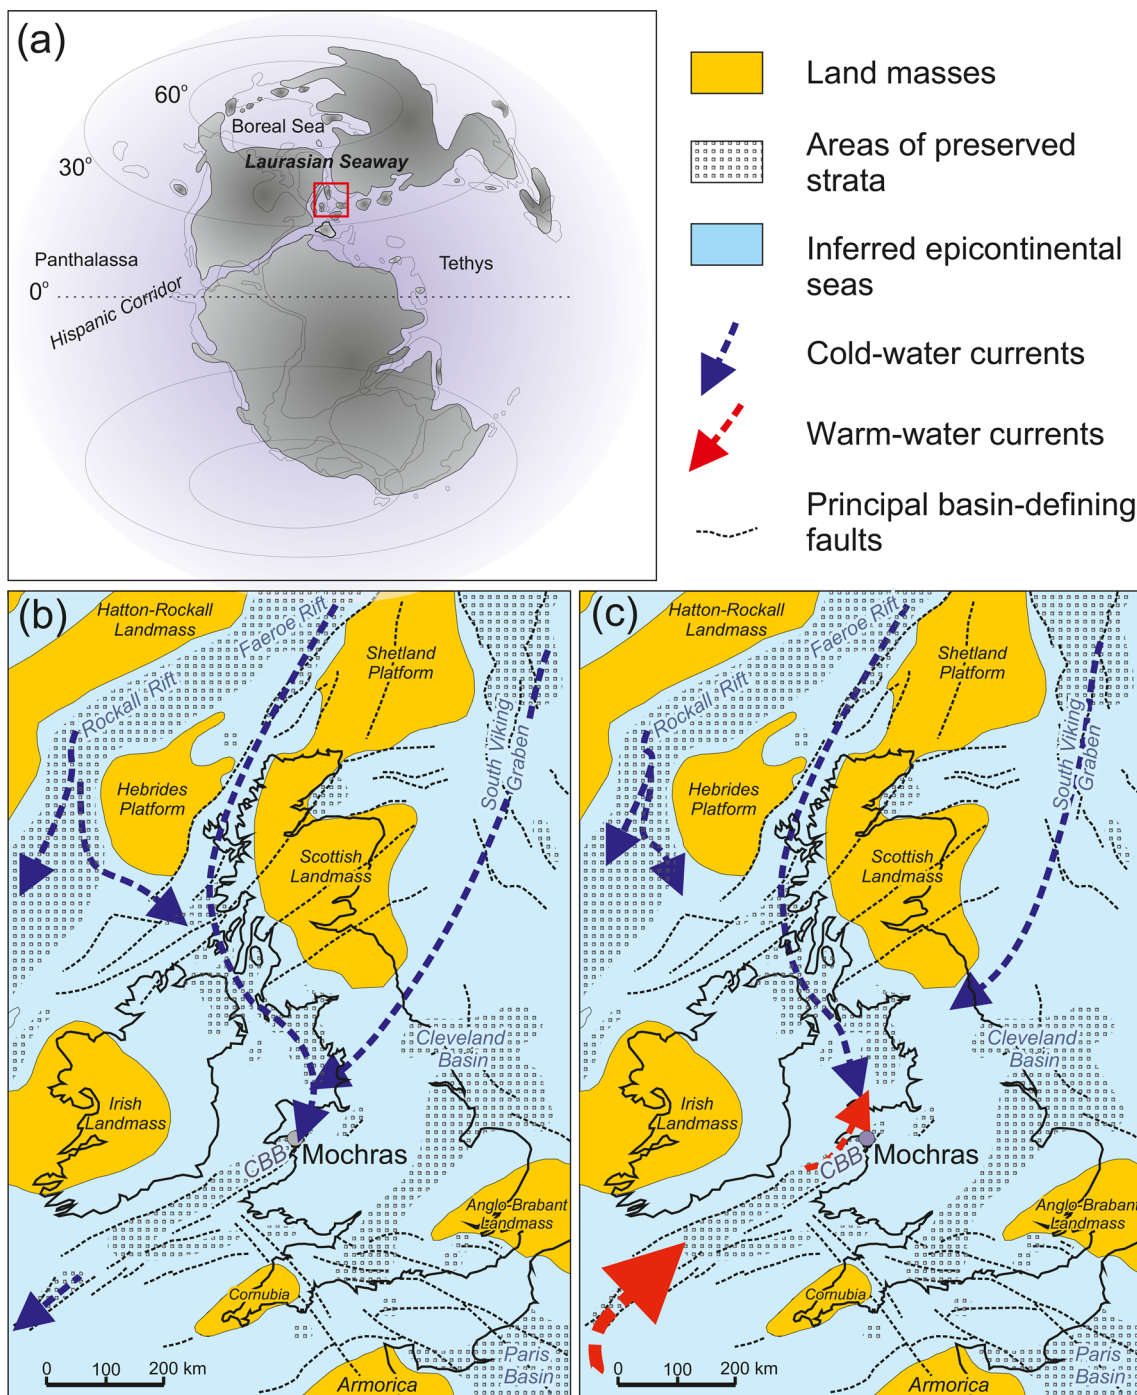 (a)
60°
Boreal Sea
Laurasian Seaway
30°
Panthalassa
Tethys
0°
Hispanic Corridor
Land masses
Areas of preserved
strata
Inferred epicontinental
seas
Cold-water currents
Warm-water currents
Principal basin-defining
faults
(b)
Hatton-Rockall
Landmass
Faeroe Rift
Shetland
Platform
Rockall Rift
South Viking
Graben
Hebrides
Platform
Scottish
Landmass
Cleveland
Basin
Irish
Landmass
CBB
Mochras
Anglo-Brabant
Landmass
Cornubia
Paris
Basin
Armorica
0 100 200 km
(c)
Hatton-Rockall
Landmass
Faeroe Rift
Shetland
Platform
Rockall Rift
South Viking
Graben
Hebrides
Platform
Scottish
Landmass
Cleveland
Basin
Irish
Landmass
CBB
Mochras
Anglo-Brabant
Landmass
Cornubia
Paris
Basin
Armorica
0 100 200 km